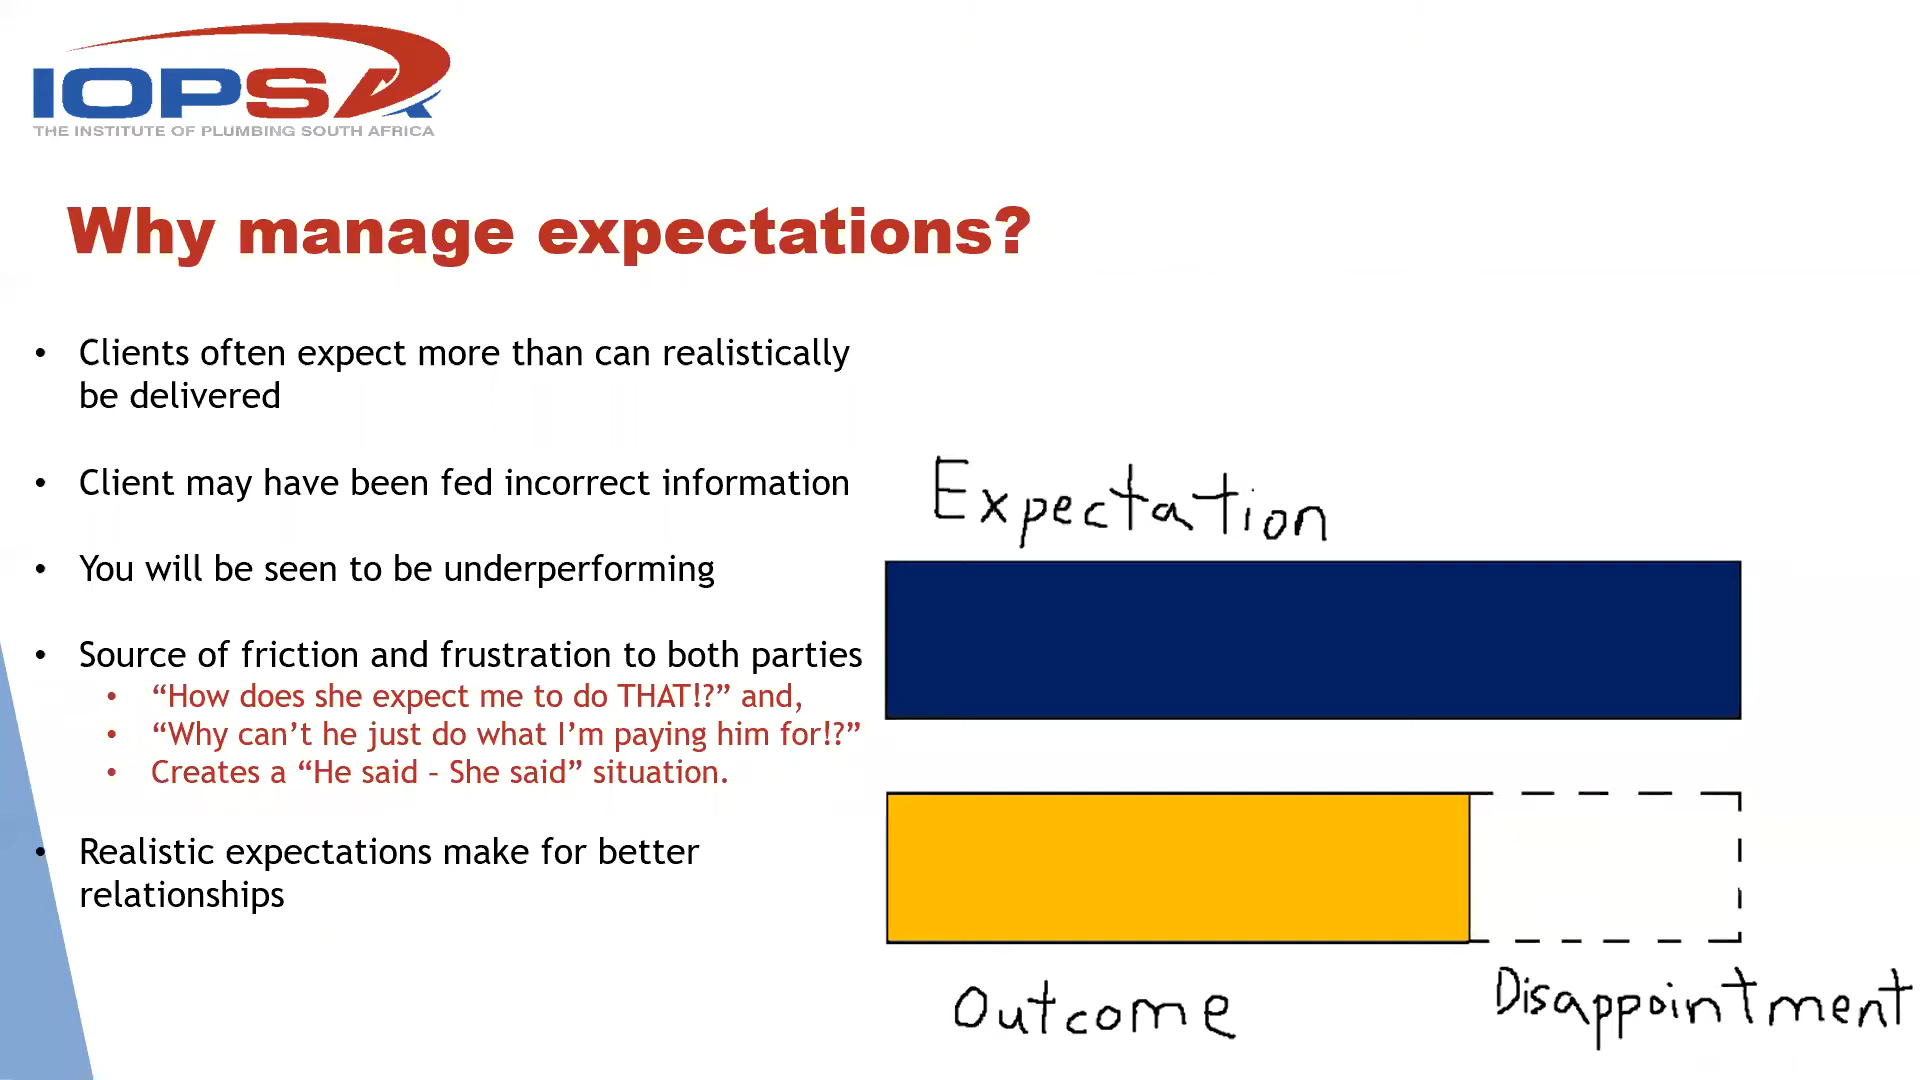 IOPSA
THE INSTITUTE OF PLUMBING SOUTH AFRICA
Why manage expectations?
• Clients often expect more than can realistically
be delivered
• Client may have been fed incorrect information
• You will be seen to be underperforming
• Source of friction and frustration to both parties
• “How does she expect me to do THAT!?” and,
• “Why can’t he just do what I’m paying him for!?”
• Creates a “He said – She said” situation.
• Realistic expectations make for better
relationships
Expectation
Outcome
Disappointment